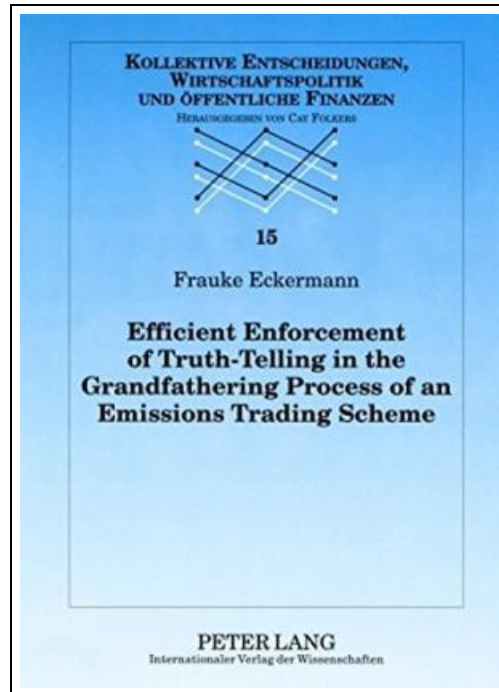 KOLLEKTIVE ENTSCHEIDUNGEN,
WIRTSCHAFTSPOLITIK
UND ÖFFENTLICHE FINANZEN
HERAUSGEGEBEN VON CAY FOLKERS
15
Frauke Eckermann
Efficient Enforcement
of Truth-Telling in the
Grandfathering Process of an
Emissions Trading Scheme
PETER LANG
Internationaler Verlag der Wissenschaften